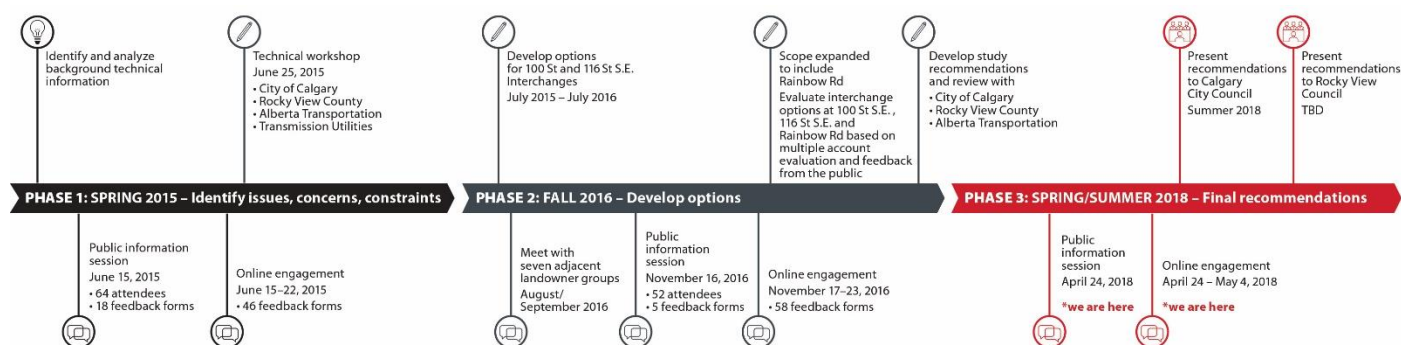 Identify and analyze
background technical
information
Technical workshop
June 25, 2015
• City of Calgary
• Rocky View County
• Alberta Transportation
• Transmission Utilities
Develop options
for 100 St and 116 St S.E.
Interchanges
July 2015 – July 2016
Scope expanded
to include
Rainbow Rd
Evaluate interchange
options at 100 St S.E. ,
116 St S.E. and
Rainbow Rd based on
multiple account
evaluation and feedback
from the public
Develop study
recommendations
and review with
• City of Calgary
• Rocky View County
• Alberta Transportation
Present
recommendations
to Calgary
City Council
Summer 2018
Present
recommendations
to Rocky View
Council
TBD
PHASE 1: SPRING 2015 – Identify issues, concerns, constraints
PHASE 2: FALL 2016 – Develop options
PHASE 3: SPRING/SUMMER 2018 – Final recommendations
Public information
session
June 15, 2015
• 64 attendees
• 18 feedback forms
Online engagement
June 15–22, 2015
• 46 feedback forms
Meet with
seven adjacent
landowner groups
August/
September 2016
Public
information
session
November 16, 2016
• 52 attendees
• 5 feedback forms
Online engagement
November 17–23, 2016
• 58 feedback forms
Public
information
session
April 24, 2018
*we are here
Online engagement
April 24 – May 4, 2018
*we are here